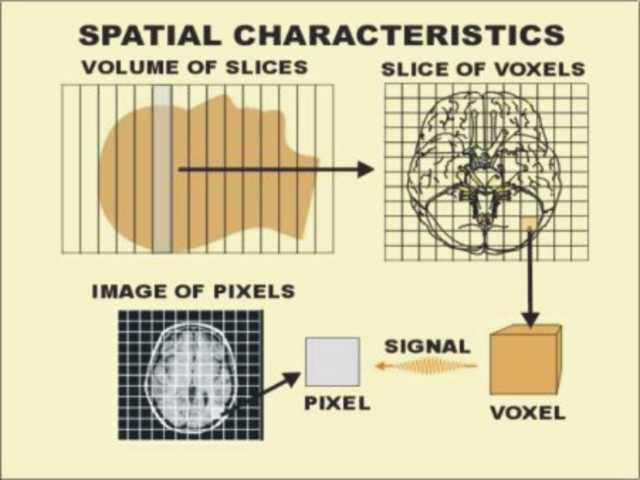 SPATIAL CHARACTERISTICS
VOLUME OF SLICES
SLICE OF VOXELS
IMAGE OF PIXELS
SIGNAL
PIXEL
VOXEL